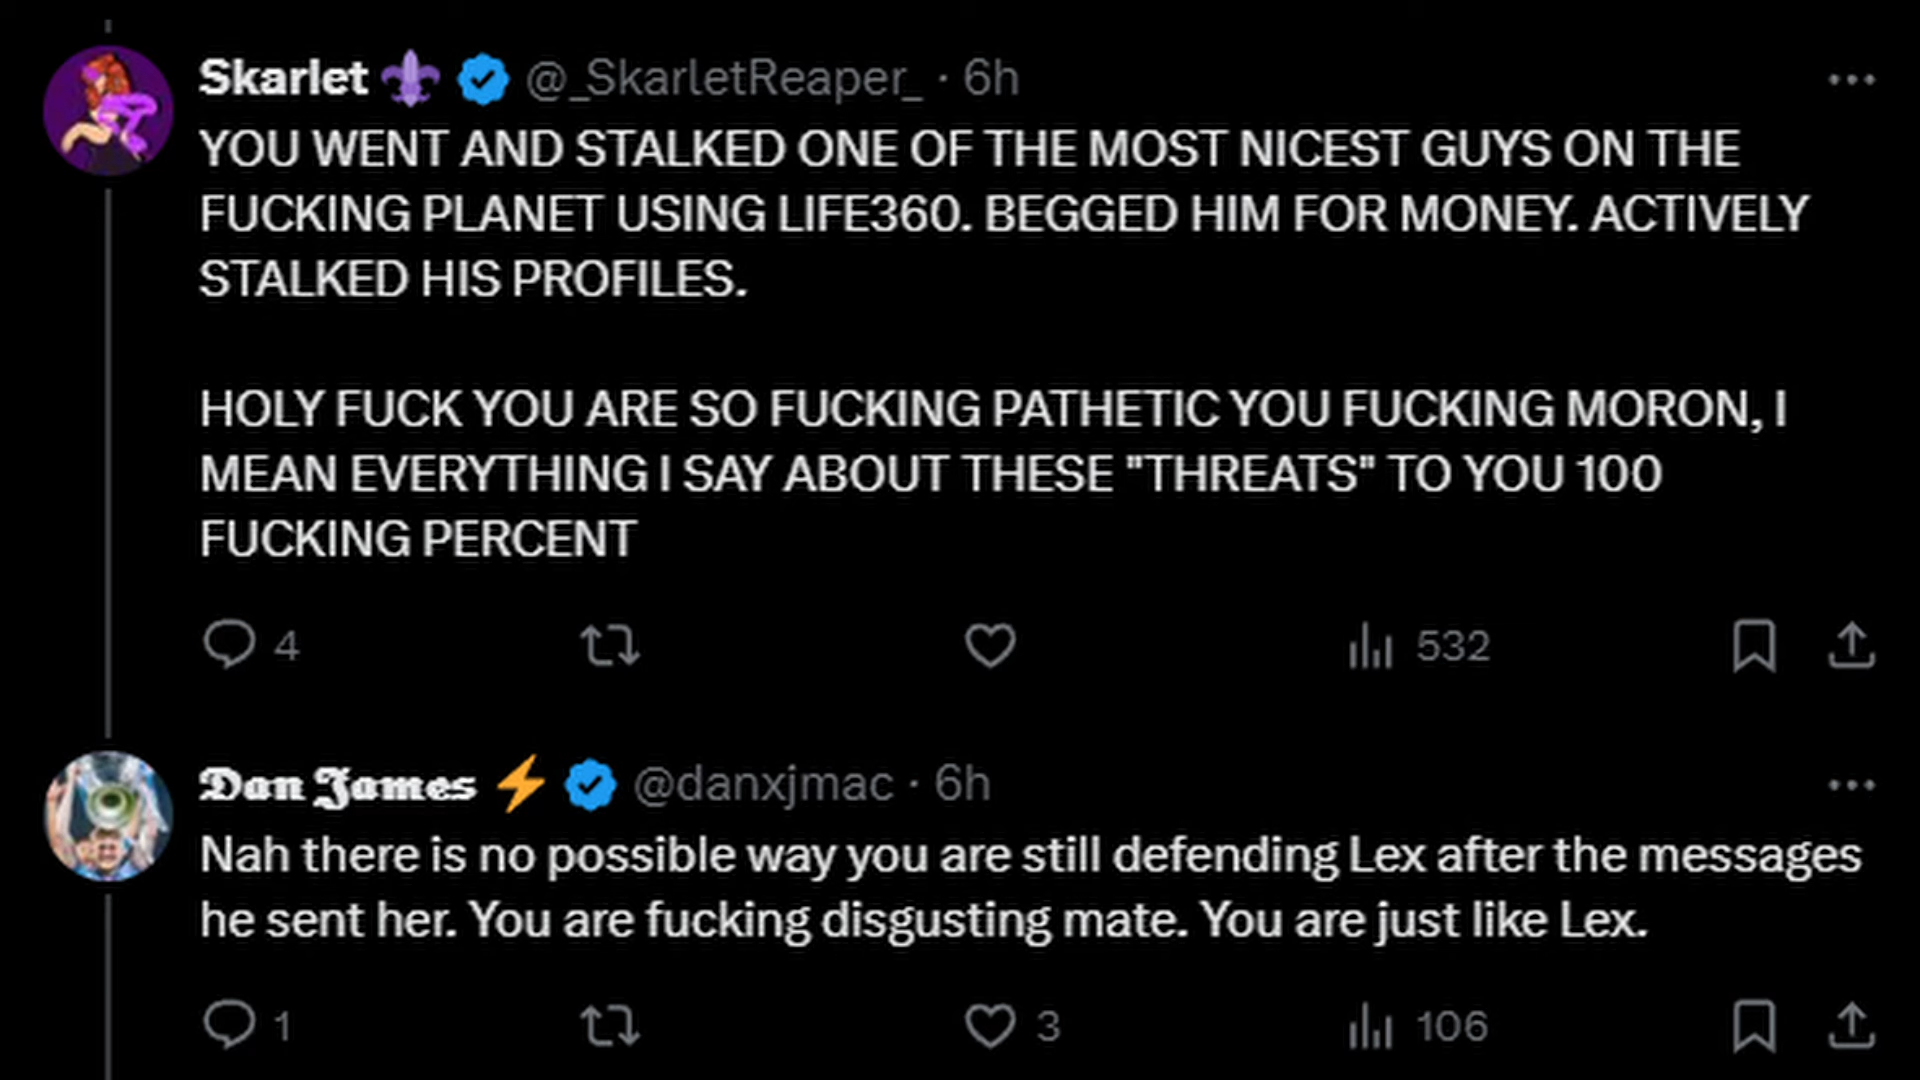 Skarlet @_SkarletReaper_ · 6h
YOU WENT AND STALKED ONE OF THE MOST NICEST GUYS ON THE
FUCKING PLANET USING LIFE360. BEGGED HIM FOR MONEY. ACTIVELY
STALKED HIS PROFILES.
HOLY FUCK YOU ARE SO FUCKING PATHETIC YOU FUCKING MORON, I
MEAN EVERYTHING I SAY ABOUT THESE "THREATS" TO YOU 100
FUCKING PERCENT
4 532
𝕯𝖆𝖓 𝕵𝖆𝖒𝖊𝖘 ⚡ @danxjmac · 6h
Nah there is no possible way you are still defending Lex after the messages
he sent her. You are fucking disgusting mate. You are just like Lex.
1 3 106